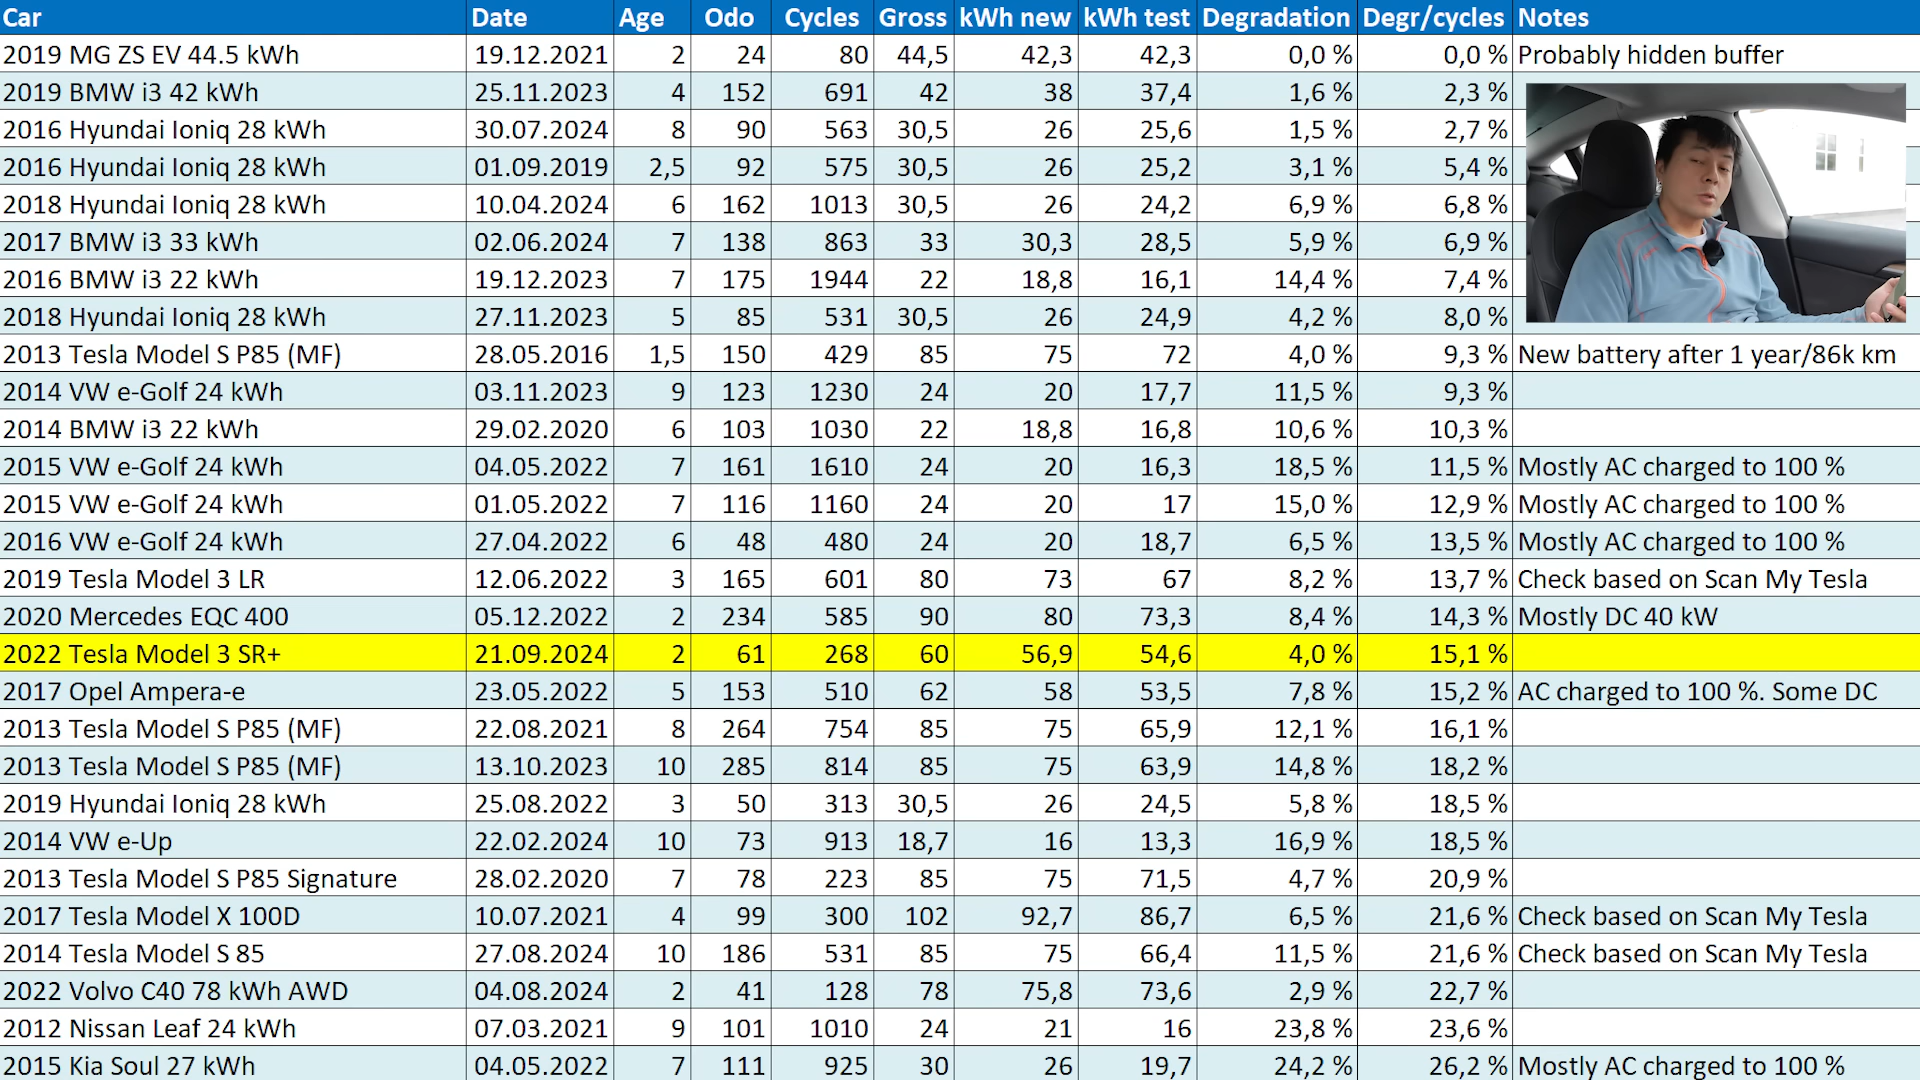 Car Date Age Odo Cycles Gross kWh new kWh test Degradation Degr/cycles Notes
2019 MG ZS EV 44.5 kWh 19.12.2021 2 24 80 44,5 42,3 42,3 0,0 % 0,0 % Probably hidden buffer
2019 BMW i3 42 kWh 25.11.2023 4 152 691 42 38 37,4 1,6 % 2,3 %
2016 Hyundai Ioniq 28 kWh 30.07.2024 8 90 563 30,5 26 25,6 1,5 % 2,7 %
2016 Hyundai Ioniq 28 kWh 01.09.2019 2,5 92 575 30,5 26 25,2 3,1 % 5,4 %
2018 Hyundai Ioniq 28 kWh 10.04.2024 6 162 1013 30,5 26 24,2 6,9 % 6,8 %
2017 BMW i3 33 kWh 02.06.2024 7 138 863 33 30,3 28,5 5,9 % 6,9 %
2016 BMW i3 22 kWh 19.12.2023 7 175 1944 22 18,8 16,1 14,4 % 7,4 %
2018 Hyundai Ioniq 28 kWh 27.11.2023 5 85 531 30,5 26 24,9 4,2 % 8,0 %
2013 Tesla Model S P85 (MF) 28.05.2016 1,5 150 429 85 75 72 4,0 % 9,3 % New battery after 1 year/86k km
2014 VW e-Golf 24 kWh 03.11.2023 9 123 1230 24 20 17,7 11,5 % 9,3 %
2014 BMW i3 22 kWh 29.02.2020 6 103 1030 22 18,8 16,8 10,6 % 10,3 %
2015 VW e-Golf 24 kWh 04.05.2022 7 161 1610 24 20 16,3 18,5 % 11,5 % Mostly AC charged to 100 %
2015 VW e-Golf 24 kWh 01.05.2022 7 116 1160 24 20 17 15,0 % 12,9 % Mostly AC charged to 100 %
2016 VW e-Golf 24 kWh 27.04.2022 6 48 480 24 20 18,7 6,5 % 13,5 % Mostly AC charged to 100 %
2019 Tesla Model 3 LR 12.06.2022 3 165 601 80 73 67 8,2 % 13,7 % Check based on Scan My Tesla
2020 Mercedes EQC 400 05.12.2022 2 234 585 90 80 73,3 8,4 % 14,3 % Mostly DC 40 kW
2022 Tesla Model 3 SR+ 21.09.2024 2 61 268 60 56,9 54,6 4,0 % 15,1 %
2017 Opel Ampera-e 23.05.2022 5 153 510 62 58 53,5 7,8 % 15,2 % AC charged to 100 %. Some DC
2013 Tesla Model S P85 (MF) 22.08.2021 8 264 754 85 75 65,9 12,1 % 16,1 %
2013 Tesla Model S P85 (MF) 13.10.2023 10 285 814 85 75 63,9 14,8 % 18,2 %
2019 Hyundai Ioniq 28 kWh 25.08.2022 3 50 313 30,5 26 24,5 5,8 % 18,5 %
2014 VW e-Up 22.02.2024 10 73 913 18,7 16 13,3 16,9 % 18,5 %
2013 Tesla Model S P85 Signature 28.02.2020 7 78 223 85 75 71,5 4,7 % 20,9 %
2017 Tesla Model X 100D 10.07.2021 4 99 300 102 92,7 86,7 6,5 % 21,6 % Check based on Scan My Tesla
2014 Tesla Model S 85 27.08.2024 10 186 531 85 75 66,4 11,5 % 21,6 % Check based on Scan My Tesla
2022 Volvo C40 78 kWh AWD 04.08.2024 2 41 128 78 75,8 73,6 2,9 % 22,7 %
2012 Nissan Leaf 24 kWh 07.03.2021 9 101 1010 24 21 16 23,8 % 23,6 %
2015 Kia Soul 27 kWh 04.05.2022 7 111 925 30 26 19,7 24,2 % 26,2 % Mostly AC charged to 100 %